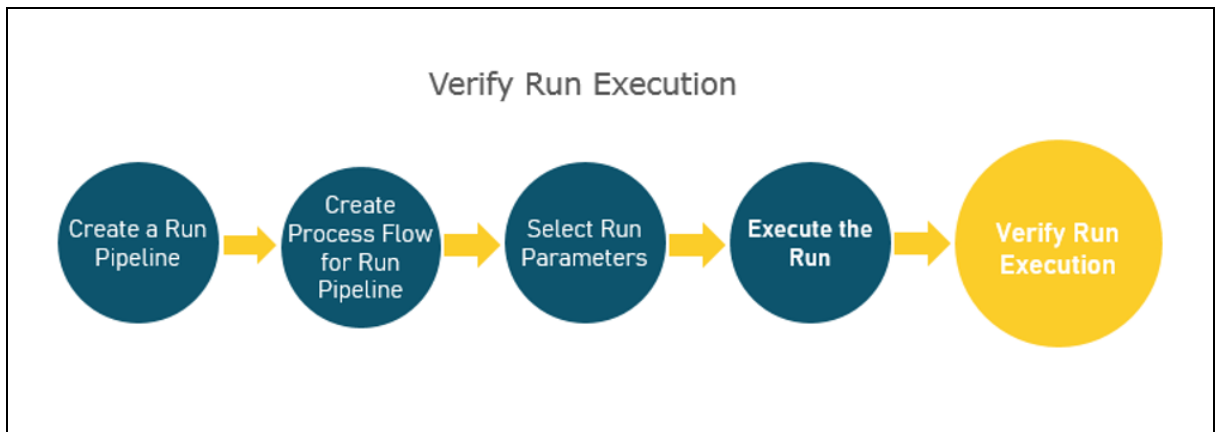 Verify Run Execution
Create a Run
Pipeline
Create
Process Flow
for Run
Pipeline
Select Run
Parameters
Execute the
Run
Verify Run
Execution